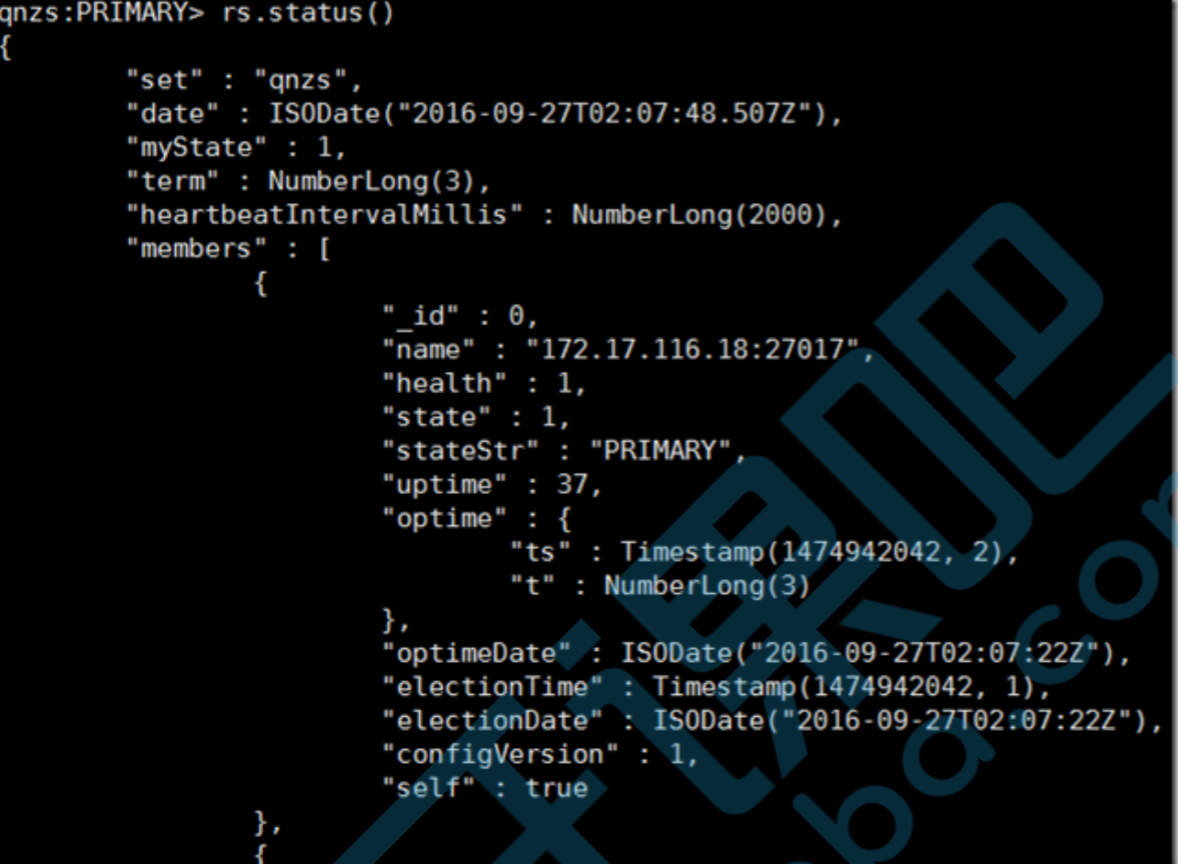 qnzs:PRIMARY> rs.status()
{
"set" : "qnzs",
"date" : ISODate("2016-09-27T02:07:48.507Z"),
"myState" : 1,
"term" : NumberLong(3),
"heartbeatIntervalMillis" : NumberLong(2000),
"members" : [
{
"_id" : 0,
"name" : "172.17.116.18:27017",
"health" : 1,
"state" : 1,
"stateStr" : "PRIMARY",
"uptime" : 37,
"optime" : {
"ts" : Timestamp(1474942042, 2),
"t" : NumberLong(3)
},
"optimeDate" : ISODate("2016-09-27T02:07:22Z"),
"electionTime" : Timestamp(1474942042, 1),
"electionDate" : ISODate("2016-09-27T02:07:22Z"),
"configVersion" : 1,
"self" : true
},
{